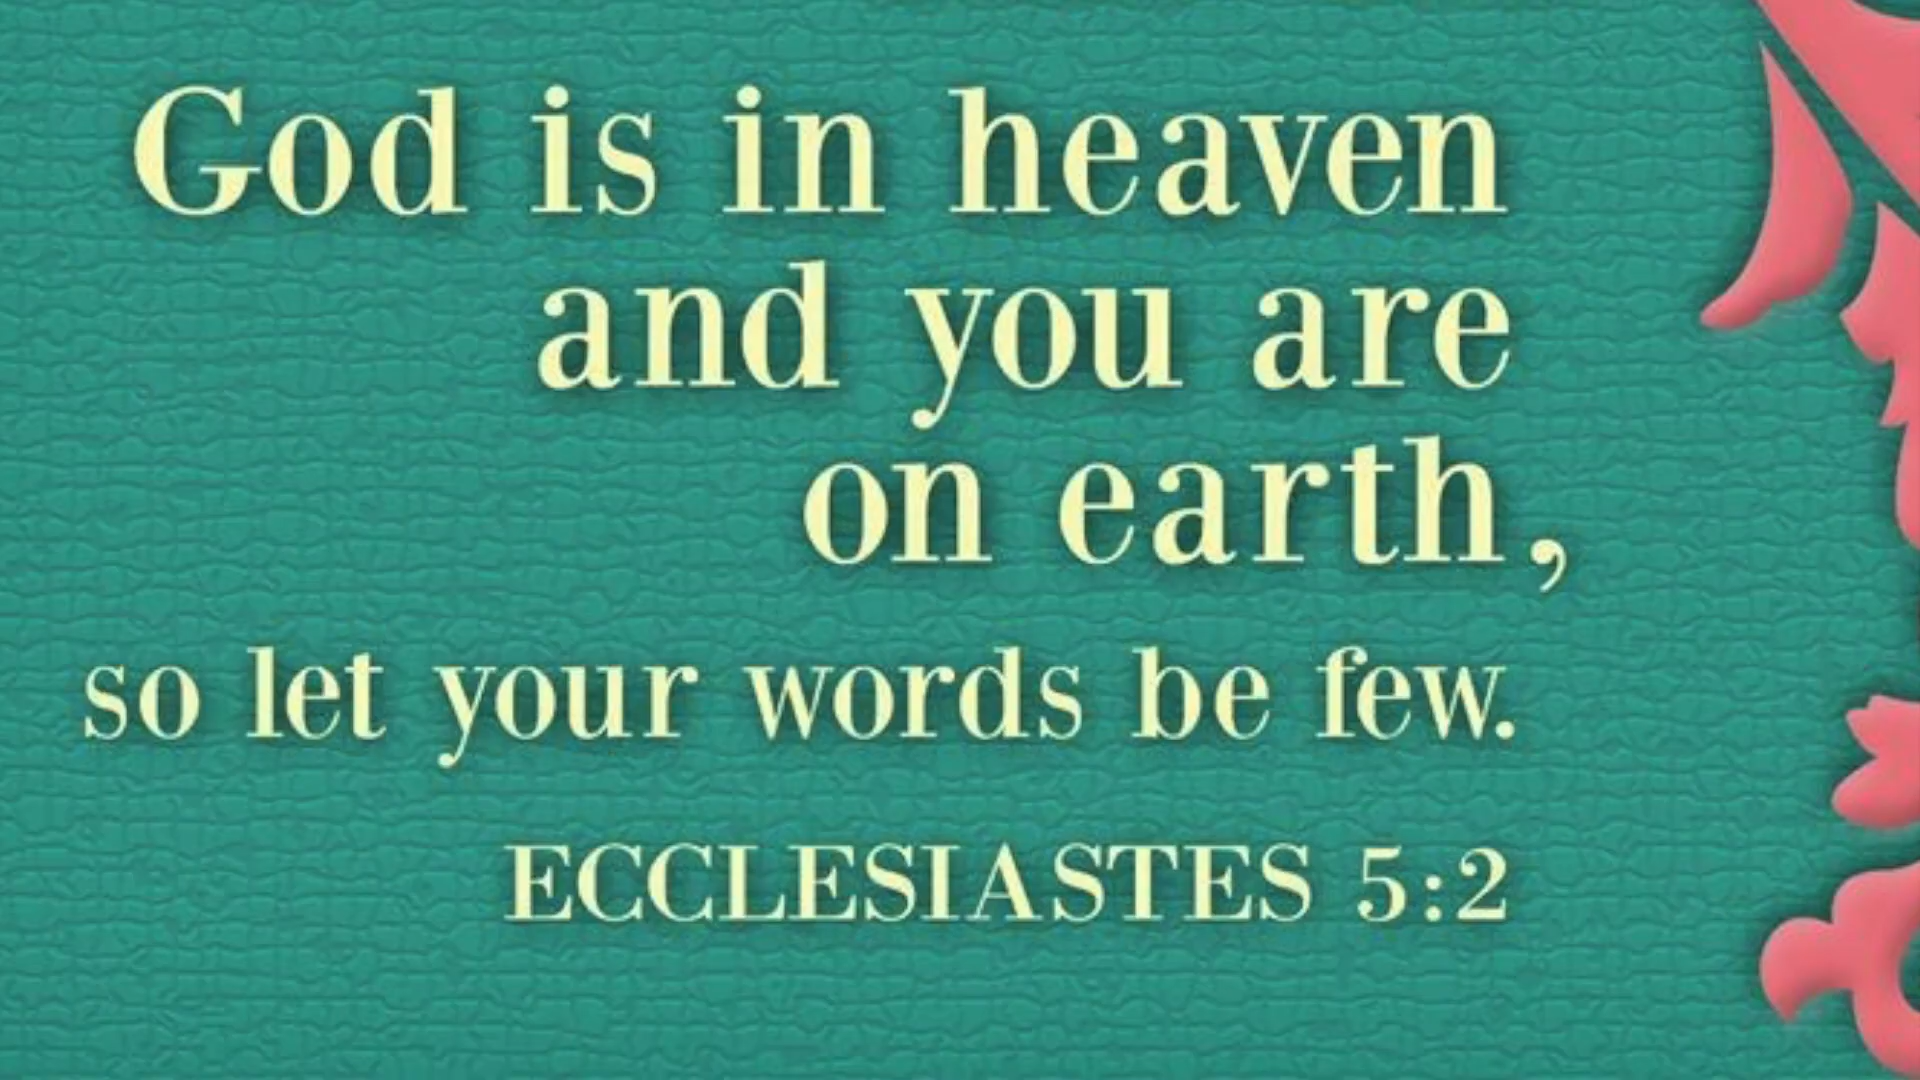 God is in heaven
and you are
on earth,
so let your words be few.
ECCLESIASTES 5:2